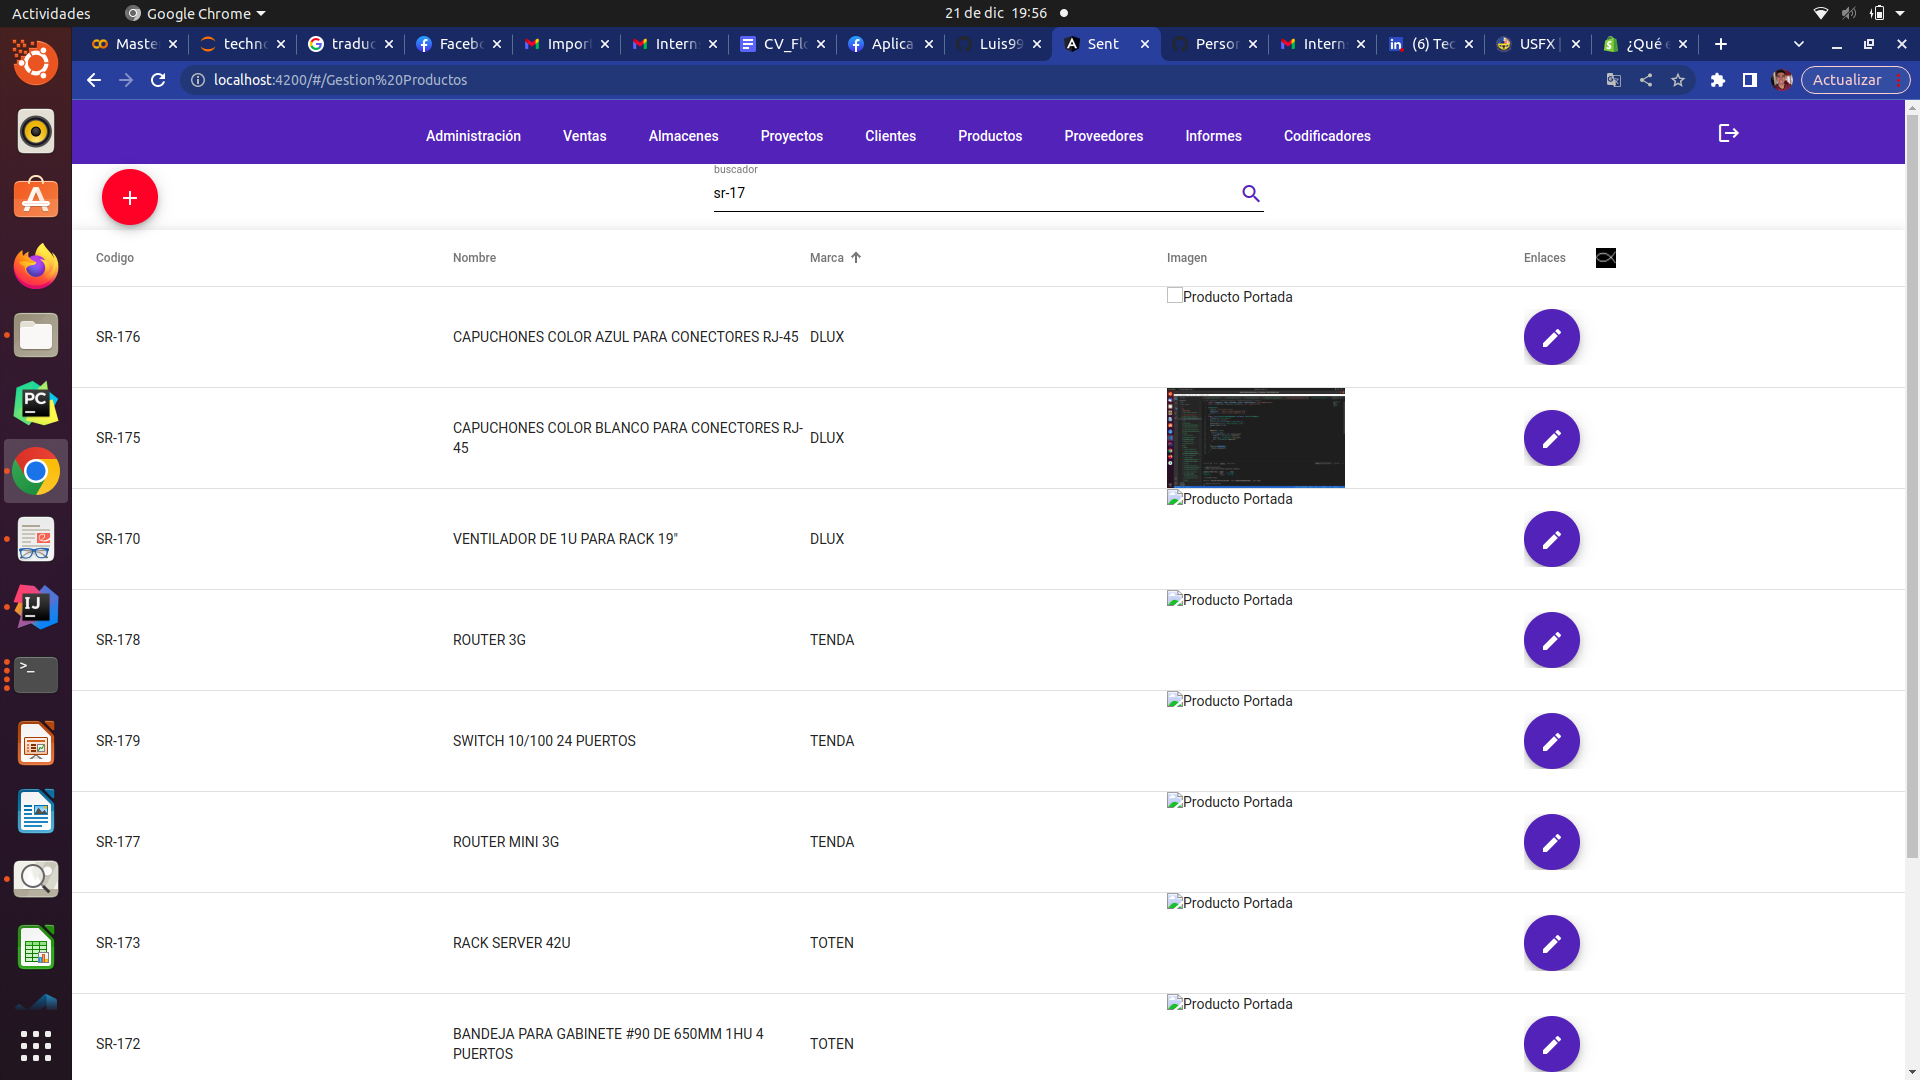 Actividades
Google Chrome
21 de dic 19:56
Maste
techno
traduc
Facebo
Impor
Intern
CV_Flo
Aplica
Luis99
Sent
Person
Intern
(6) Tec
USFX |
¿Qué e
localhost:4200/#/Gestion%20Productos
Actualizar
Administración
Ventas
Almacenes
Proyectos
Clientes
Productos
Proveedores
Informes
Codificadores
buscador
sr-17
Codigo
Nombre
Marca
Imagen
Enlaces
SR-176
CAPUCHONES COLOR AZUL PARA CONECTORES RJ-45
DLUX
Producto Portada
SR-175
CAPUCHONES COLOR BLANCO PARA CONECTORES RJ-
45
DLUX
SR-170
VENTILADOR DE 1U PARA RACK 19"
DLUX
Producto Portada
SR-178
ROUTER 3G
TENDA
Producto Portada
SR-179
SWITCH 10/100 24 PUERTOS
TENDA
Producto Portada
SR-177
ROUTER MINI 3G
TENDA
Producto Portada
SR-173
RACK SERVER 42U
TOTEN
Producto Portada
SR-172
BANDEJA PARA GABINETE #90 DE 650MM 1HU 4
PUERTOS
TOTEN
Producto Portada